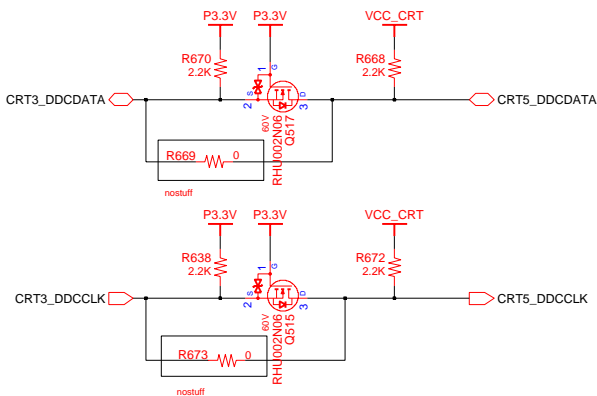 P3.3V P3.3V VCC_CRT
R670
2.2K
1
G
R668
2.2K
CRT3_DDCDATA
2
S
3
D
CRT5_DDCDATA
60V
RHU002N06
Q517
R669 0
nostuff
P3.3V P3.3V VCC_CRT
R638
2.2K
1
G
R672
2.2K
CRT3_DDCCLK
2
S
3
D
CRT5_DDCCLK
60V
RHU002N06
Q515
R673 0
nostuff